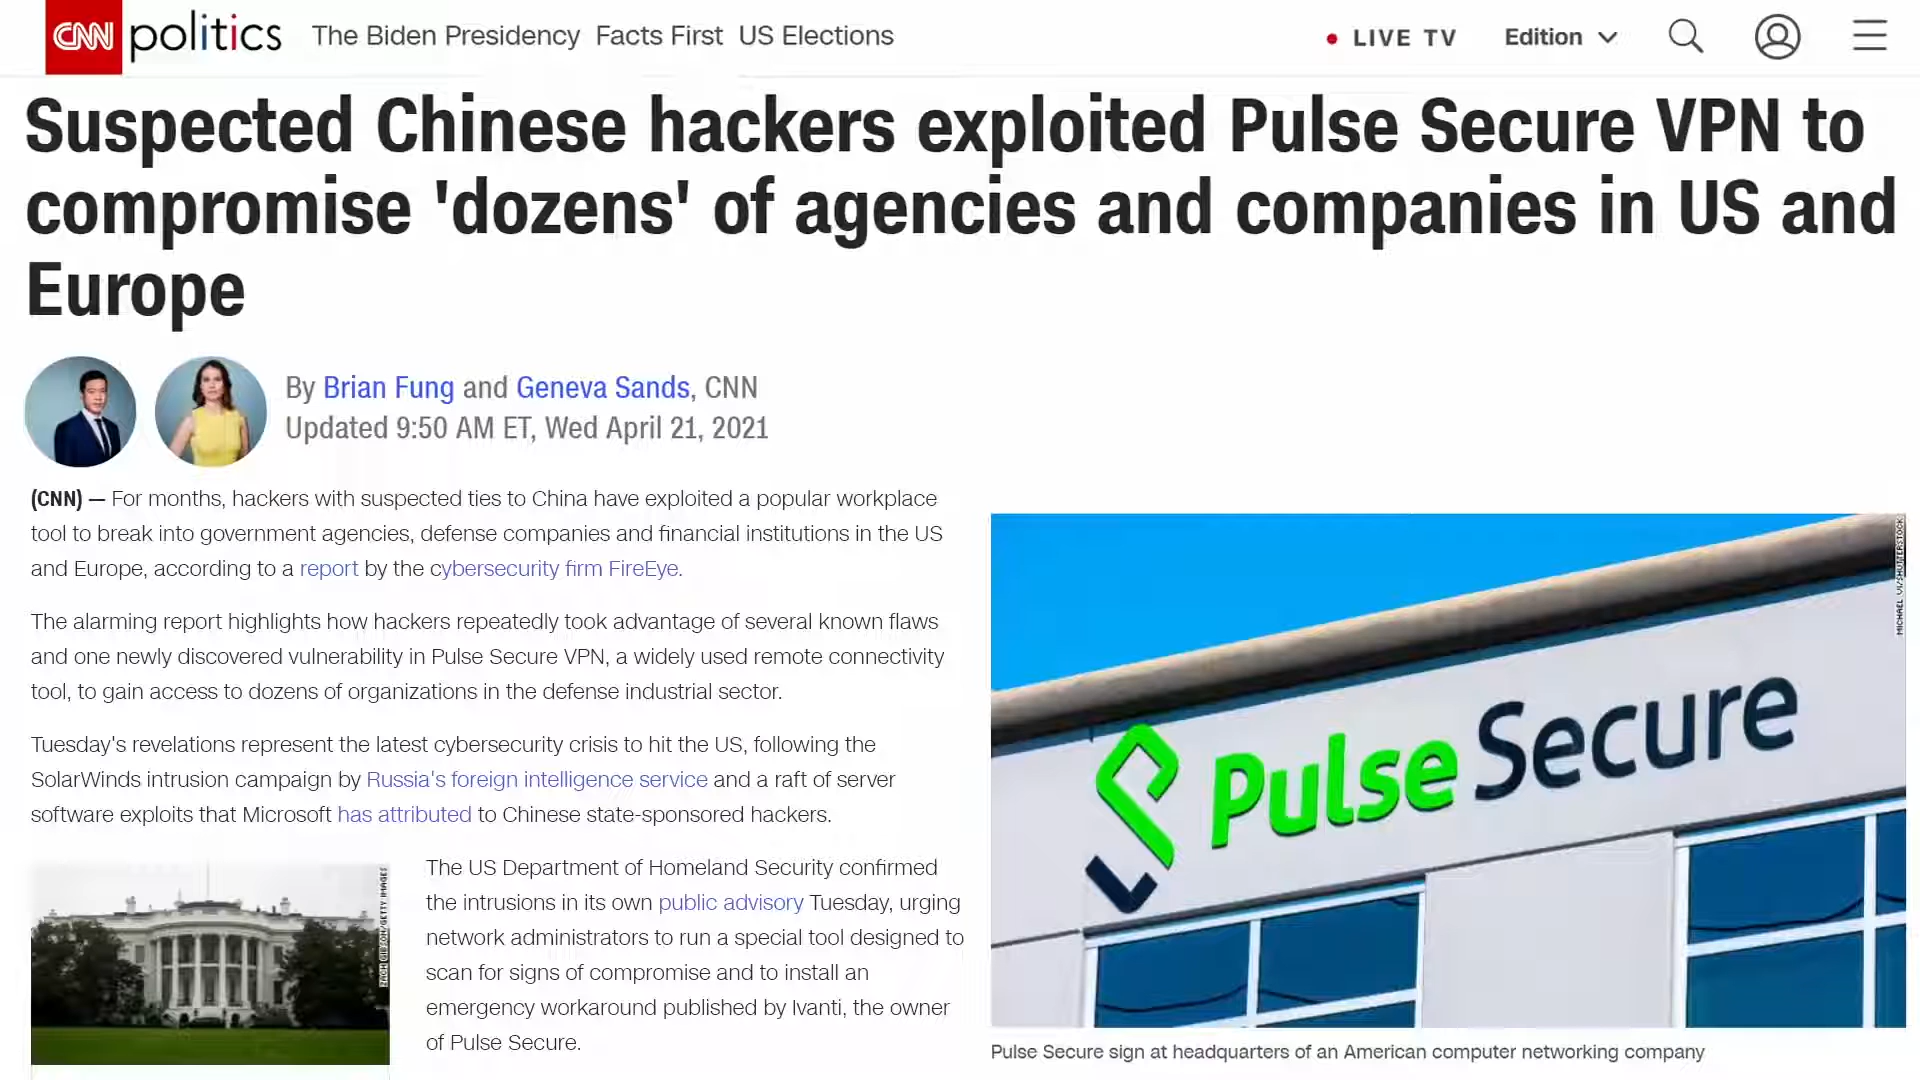 CNN politics The Biden Presidency Facts First US Elections LIVE TV Edition
Suspected Chinese hackers exploited Pulse Secure VPN to
compromise 'dozens' of agencies and companies in US and
Europe
By Brian Fung and Geneva Sands, CNN
Updated 9:50 AM ET, Wed April 21, 2021
(CNN) — For months, hackers with suspected ties to China have exploited a popular workplace
tool to break into government agencies, defense companies and financial institutions in the US
and Europe, according to a report by the cybersecurity firm FireEye.
The alarming report highlights how hackers repeatedly took advantage of several known flaws
and one newly discovered vulnerability in Pulse Secure VPN, a widely used remote connectivity
tool, to gain access to dozens of organizations in the defense industrial sector.
Tuesday's revelations represent the latest cybersecurity crisis to hit the US, following the
SolarWinds intrusion campaign by Russia's foreign intelligence service and a raft of server
software exploits that Microsoft has attributed to Chinese state-sponsored hackers.
The US Department of Homeland Security confirmed
the intrusions in its own public advisory Tuesday, urging
network administrators to run a special tool designed to
scan for signs of compromise and to install an
emergency workaround published by Ivanti, the owner
of Pulse Secure.
ZACH GIBSON/GETTY IMAGES
MICHAEL VI/SHUTTERSTOCK
Pulse Secure
Pulse Secure sign at headquarters of an American computer networking company